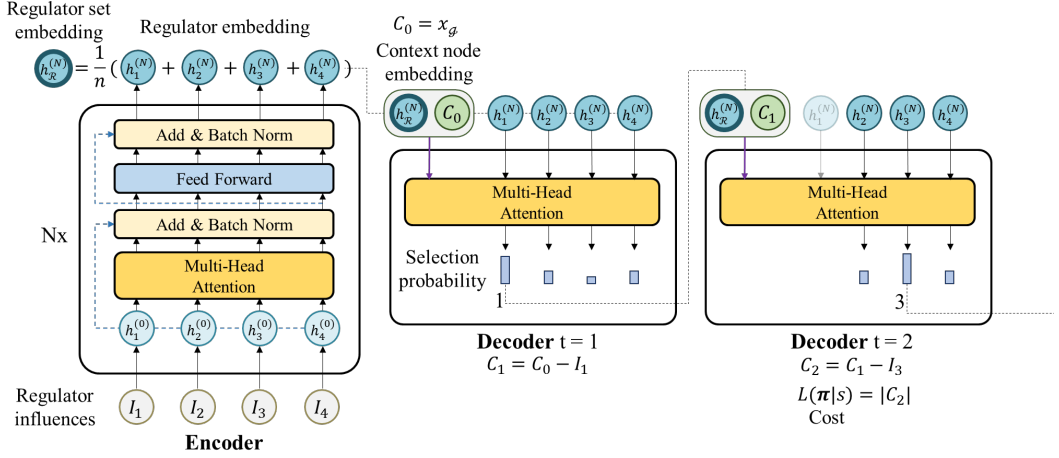 Regulator set
embedding
Regulator embedding
h_ℛ^(N) = 1/n ( h_1^(N) + h_2^(N) + h_3^(N) + h_4^(N) )
Add & Batch Norm
Feed Forward
Add & Batch Norm
Nx
Multi-Head
Attention
h_1^(0) h_2^(0) h_3^(0) h_4^(0)
Regulator
influences
I_1 I_2 I_3 I_4
Encoder
C_0 = x_𝒢
Context node
embedding
h_ℛ^(N) C_0 h_1^(N) h_2^(N) h_3^(N) h_4^(N)
Multi-Head
Attention
Selection
probability
1
Decoder t = 1
C_1 = C_0 − I_1
h_ℛ^(N) C_1 h_1^(N) h_2^(N) h_3^(N) h_4^(N)
Multi-Head
Attention
3
Decoder t = 2
C_2 = C_1 − I_3
L(𝝅|s) = |C_2|
Cost